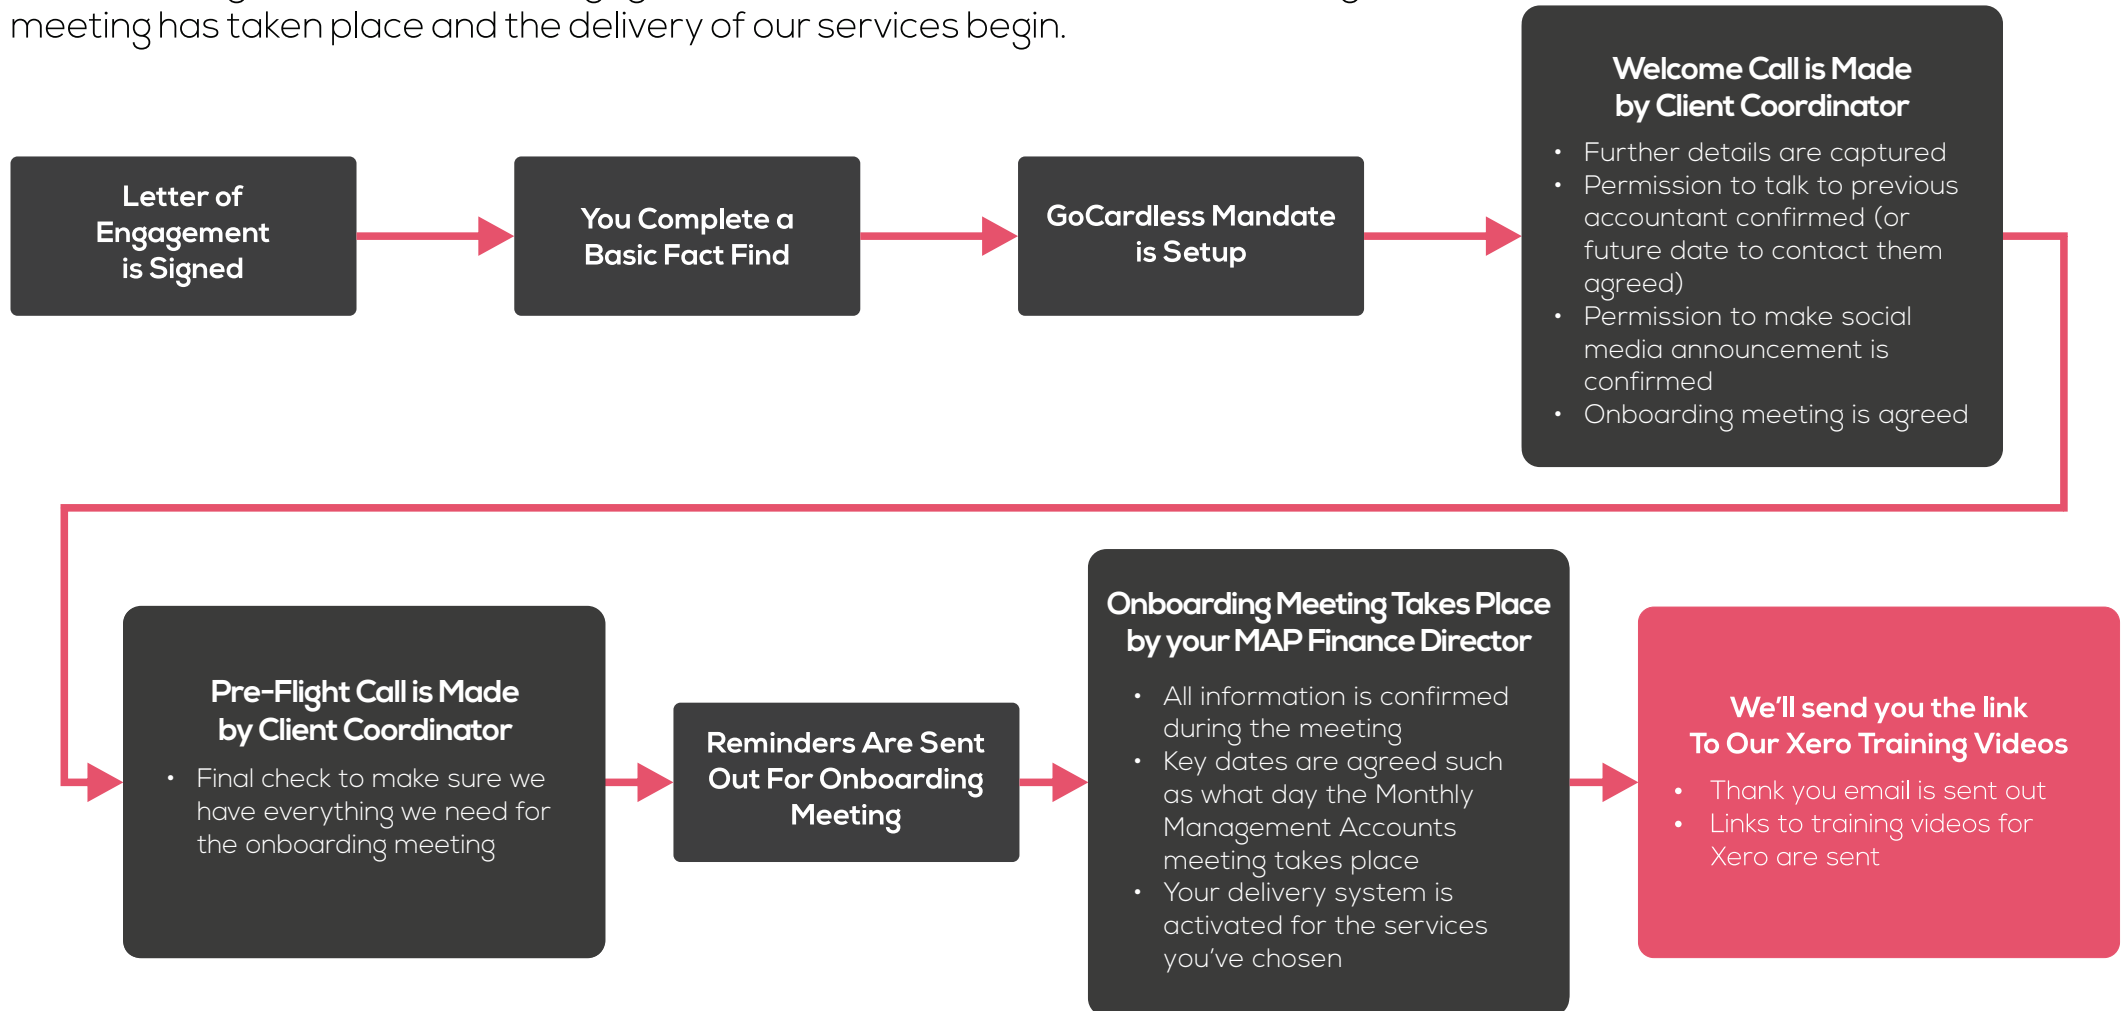 meeting has taken place and the delivery of our services begin.
Letter of
Engagement
is Signed
You Complete a
Basic Fact Find
GoCardless Mandate
is Setup
Welcome Call is Made
by Client Coordinator
• Further details are captured
• Permission to talk to previous
accountant confirmed (or
future date to contact them
agreed)
• Permission to make social
media announcement is
confirmed
• Onboarding meeting is agreed
Pre-Flight Call is Made
by Client Coordinator
• Final check to make sure we
have everything we need for
the onboarding meeting
Reminders Are Sent
Out For Onboarding
Meeting
Onboarding Meeting Takes Place
by your MAP Finance Director
• All information is confirmed
during the meeting
• Key dates are agreed such
as what day the Monthly
Management Accounts
meeting takes place
• Your delivery system is
activated for the services
you've chosen
We'll send you the link
To Our Xero Training Videos
• Thank you email is sent out
• Links to training videos for
Xero are sent